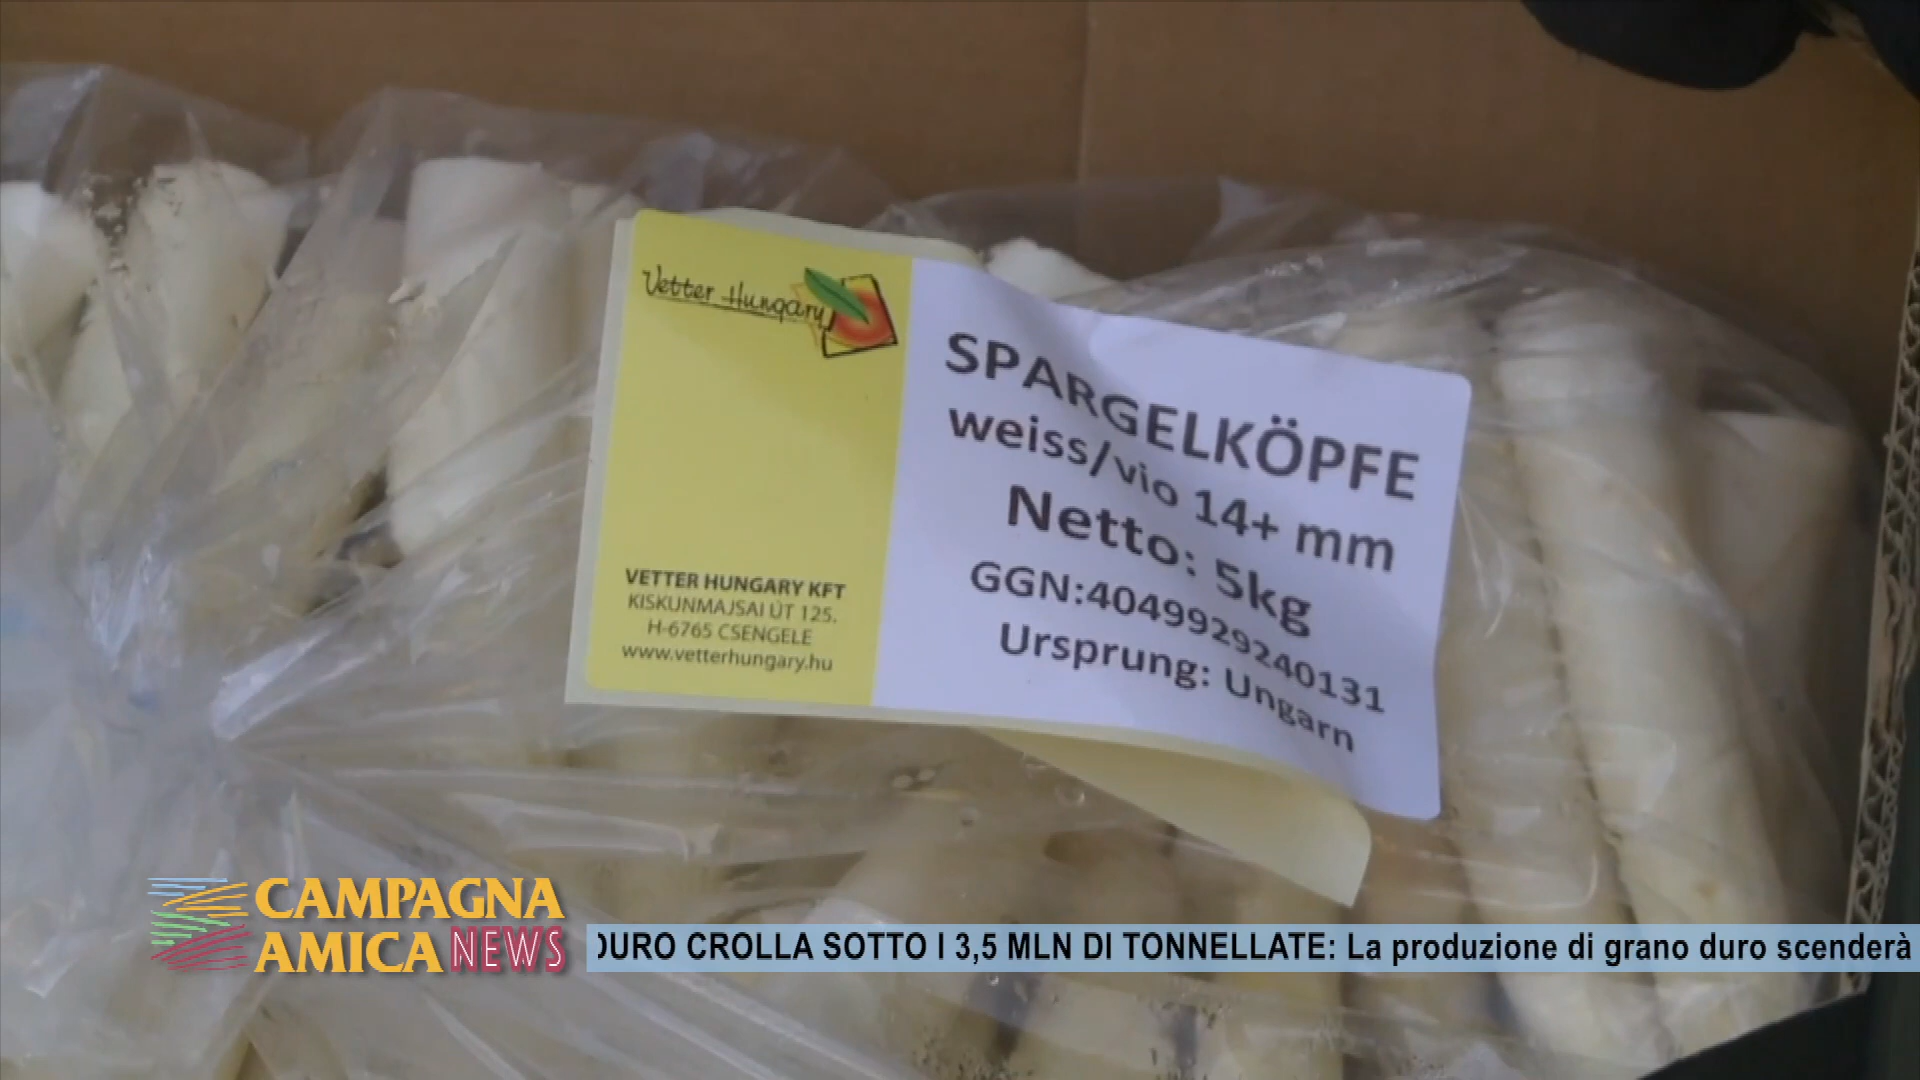 Vetter Hungary
SPARGELKÖPFE
weiss/vio 14+ mm
Netto: 5kg
GGN:4049929240131
Ursprung: Ungarn
VETTER HUNGARY KFT
KISKUNMAJSAI ÚT 125.
H-6765 CSENGELE
www.vetterhungary.hu
CAMPAGNA
AMICA NEWS
DURO CROLLA SOTTO I 3,5 MLN DI TONNELLATE: La produzione di grano duro scenderà